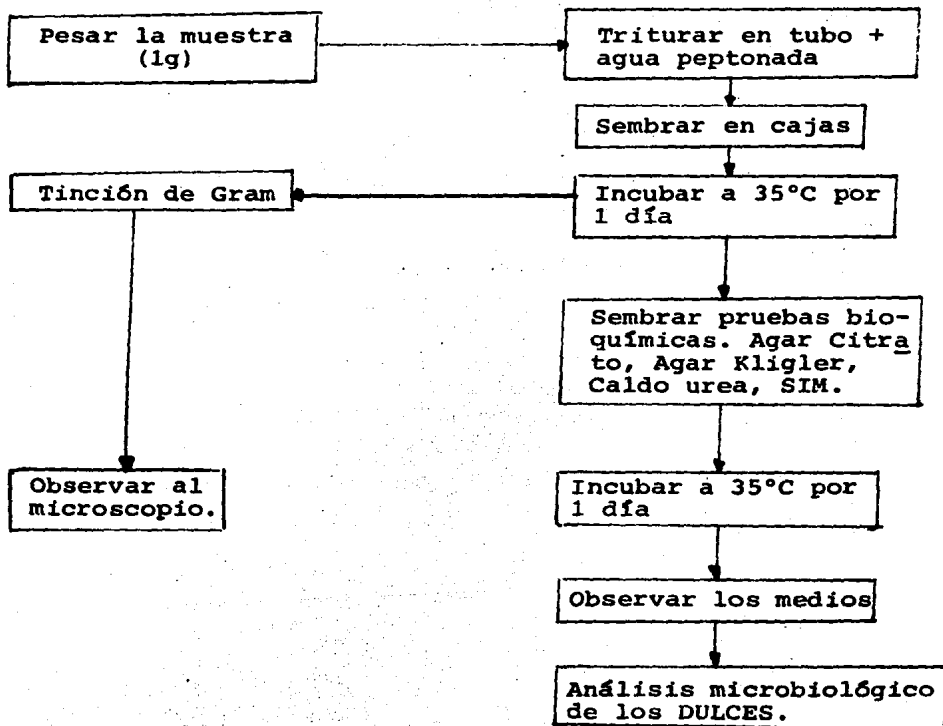 Pesar la muestra
(1g)
Triturar en tubo +
agua peptonada
Sembrar en cajas
Incubar a 35°C por
1 día
Tinción de Gram
Observar al
microscopio.
Sembrar pruebas bio-
químicas. Agar Citra
to, Agar Kligler,
Caldo urea, SIM.
Incubar a 35°C por
1 día
Observar los medios
Análisis microbiológico
de los DULCES.